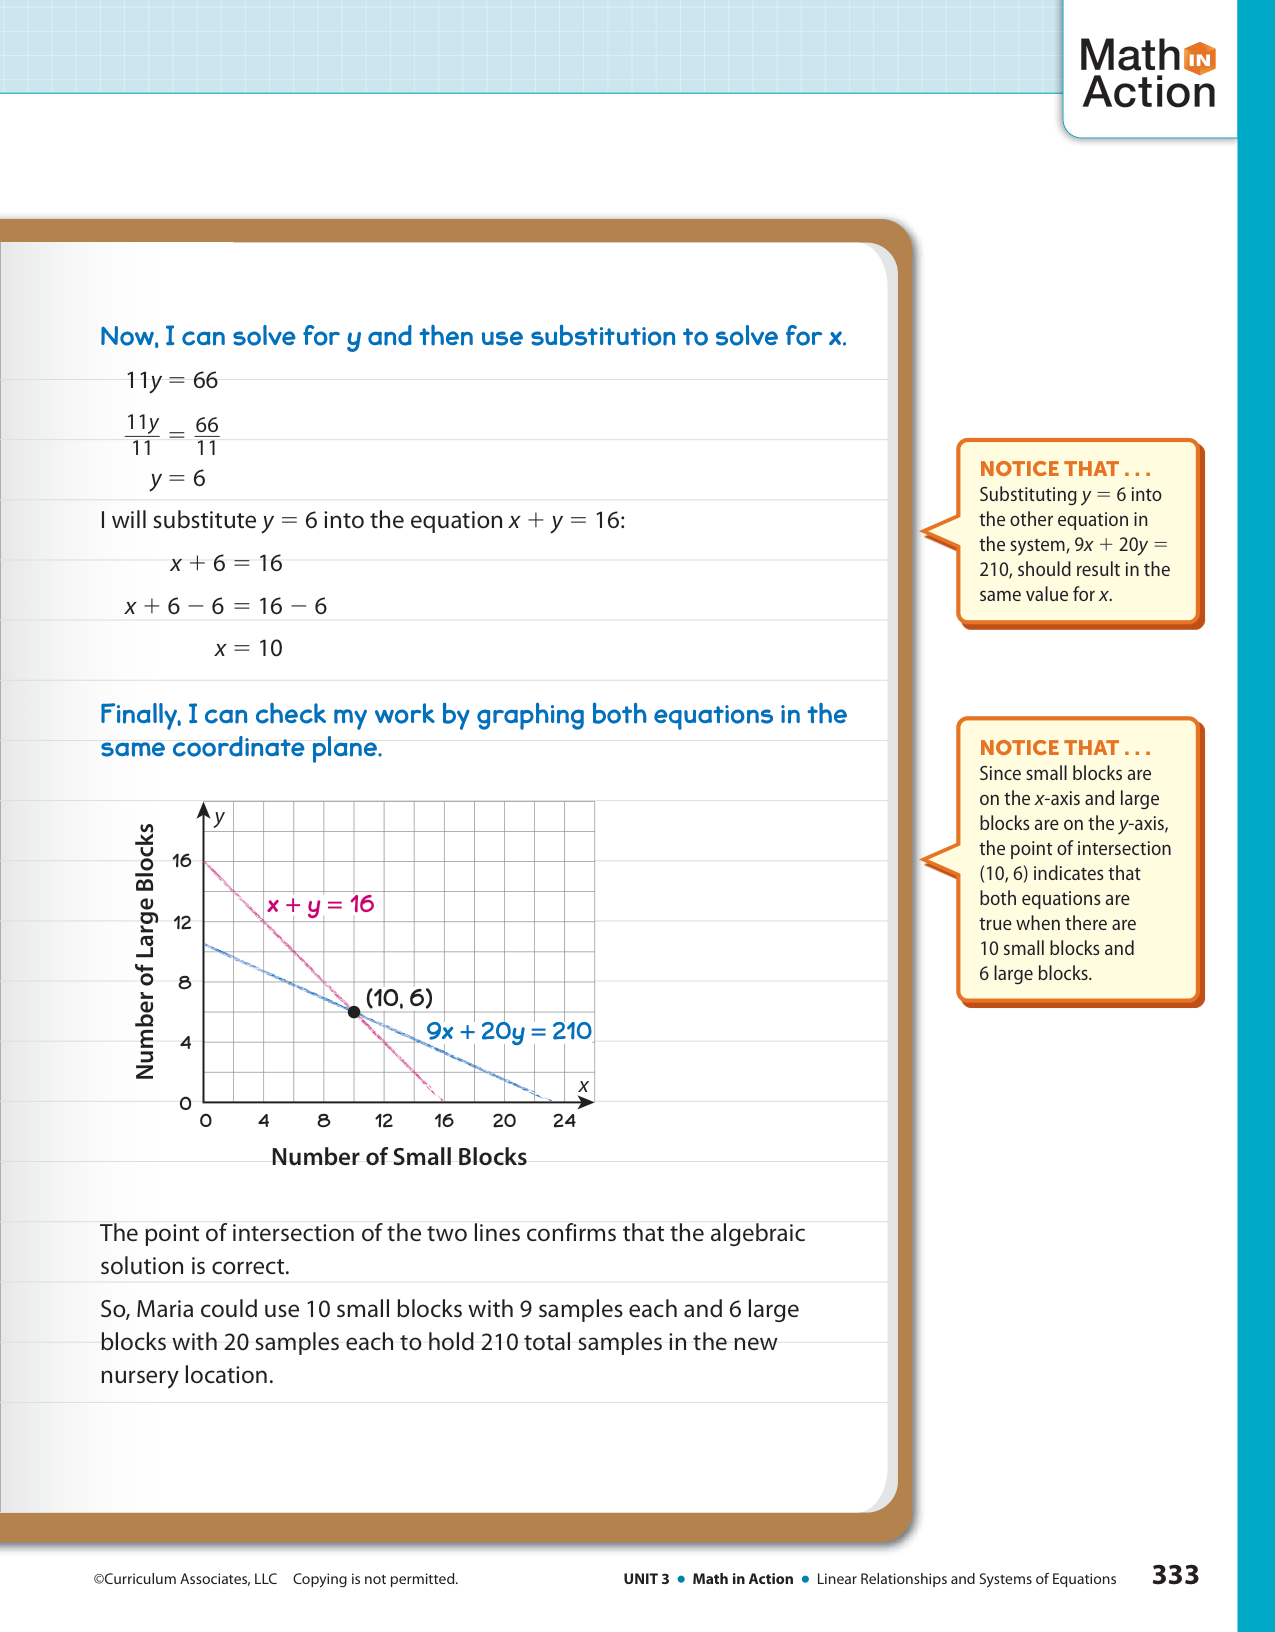 Math IN
Action
Now, I can solve for y and then use substitution to solve for x.
11y = 66
11y/11 = 66/11
y = 6
I will substitute y = 6 into the equation x + y = 16:
x + 6 = 16
x + 6 − 6 = 16 − 6
x = 10
NOTICE THAT . . .
Substituting y = 6 into
the other equation in
the system, 9x + 20y =
210, should result in the
same value for x.
Finally, I can check my work by graphing both equations in the
same coordinate plane.
NOTICE THAT . . .
Since small blocks are
on the x-axis and large
blocks are on the y-axis,
the point of intersection
(10, 6) indicates that
both equations are
true when there are
10 small blocks and
6 large blocks.
Number of Large Blocks
y
16
12
8
4
0
x + y = 16
(10, 6)
9x + 20y = 210
x
0 4 8 12 16 20 24
Number of Small Blocks
The point of intersection of the two lines confirms that the algebraic
solution is correct.
So, Maria could use 10 small blocks with 9 samples each and 6 large
blocks with 20 samples each to hold 210 total samples in the new
nursery location.
©Curriculum Associates, LLC Copying is not permitted.
UNIT 3 • Math in Action • Linear Relationships and Systems of Equations 333